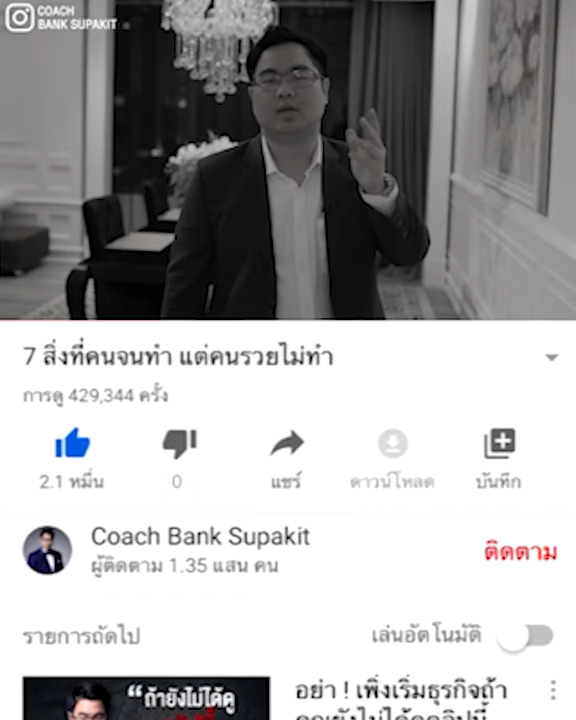 COACH
BANK SUPAKIT
7 สิ่งที่คนจนทำ แต่คนรวยไม่ทำ
การดู 429,344 ครั้ง
2.1 หมื่น
0
แชร์
ดาวน์โหลด
บันทึก
Coach Bank Supakit
ผู้ติดตาม 1.35 แสน คน
ติดตาม
รายการถัดไป
เล่นอัตโนมัติ
“ถ้ายังไม่ได้ดู
อย่า ! เพิ่งเริ่มธุรกิจถ้า